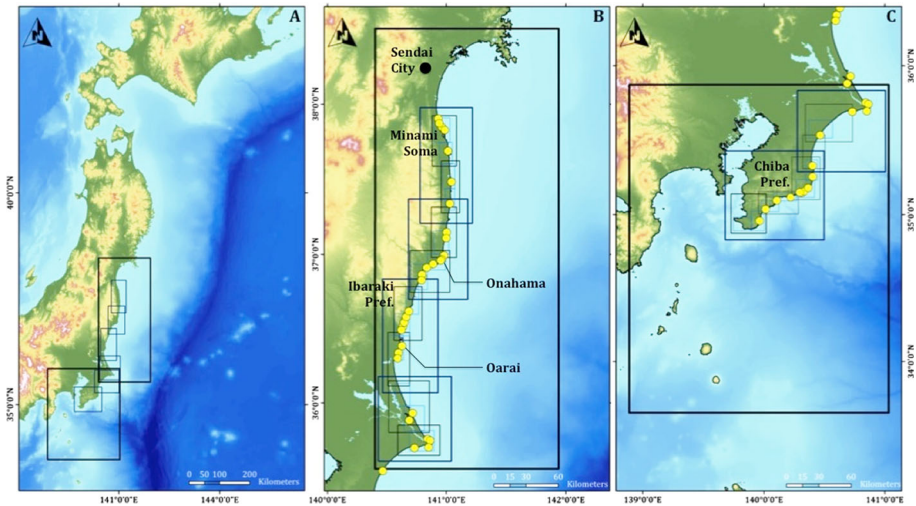 A
N
40°0'0"N
35°0'0"N
0 50 100 200
Kilometers
141°0'0"E
144°0'0"E
B
N
Sendai
City
Minami
Soma
Ibaraki
Pref.
Onahama
Oarai
38°0'0"N
37°0'0"N
36°0'0"N
0 15 30 60
Kilometers
140°0'0"E
141°0'0"E
142°0'0"E
C
N
Chiba
Pref.
36°0'0"N
35°0'0"N
34°0'0"N
0 15 30 60
Kilometers
139°0'0"E
140°0'0"E
141°0'0"E